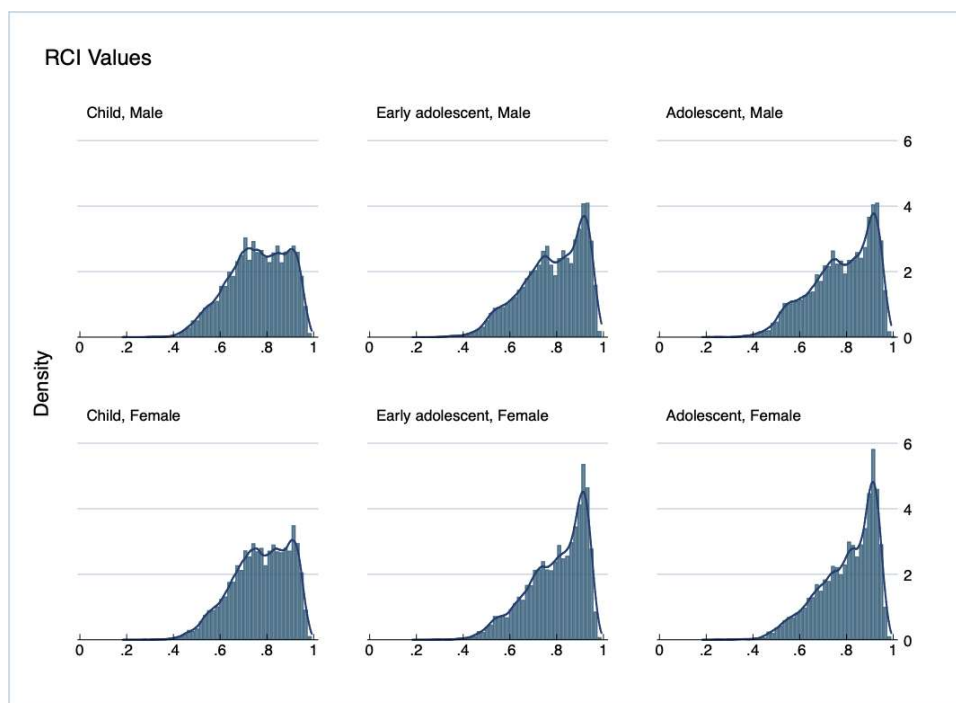 RCI Values
Child, Male
Early adolescent, Male
Adolescent, Male
6
4
2
0
0 .2 .4 .6 .8 1
0 .2 .4 .6 .8 1
0 .2 .4 .6 .8 1
Density
Child, Female
Early adolescent, Female
Adolescent, Female
6
4
2
0
0 .2 .4 .6 .8 1
0 .2 .4 .6 .8 1
0 .2 .4 .6 .8 1